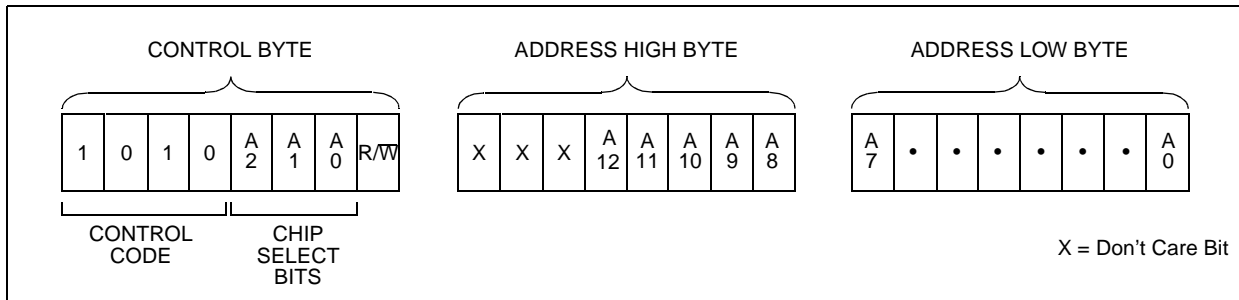 CONTROL BYTE
ADDRESS HIGH BYTE
ADDRESS LOW BYTE
1 0 1 0 A2 A1 A0 R/W̅
X X X A12 A11 A10 A9 A8
A7 • • • • • • A0
CONTROL CODE
CHIP SELECT BITS
X = Don't Care Bit